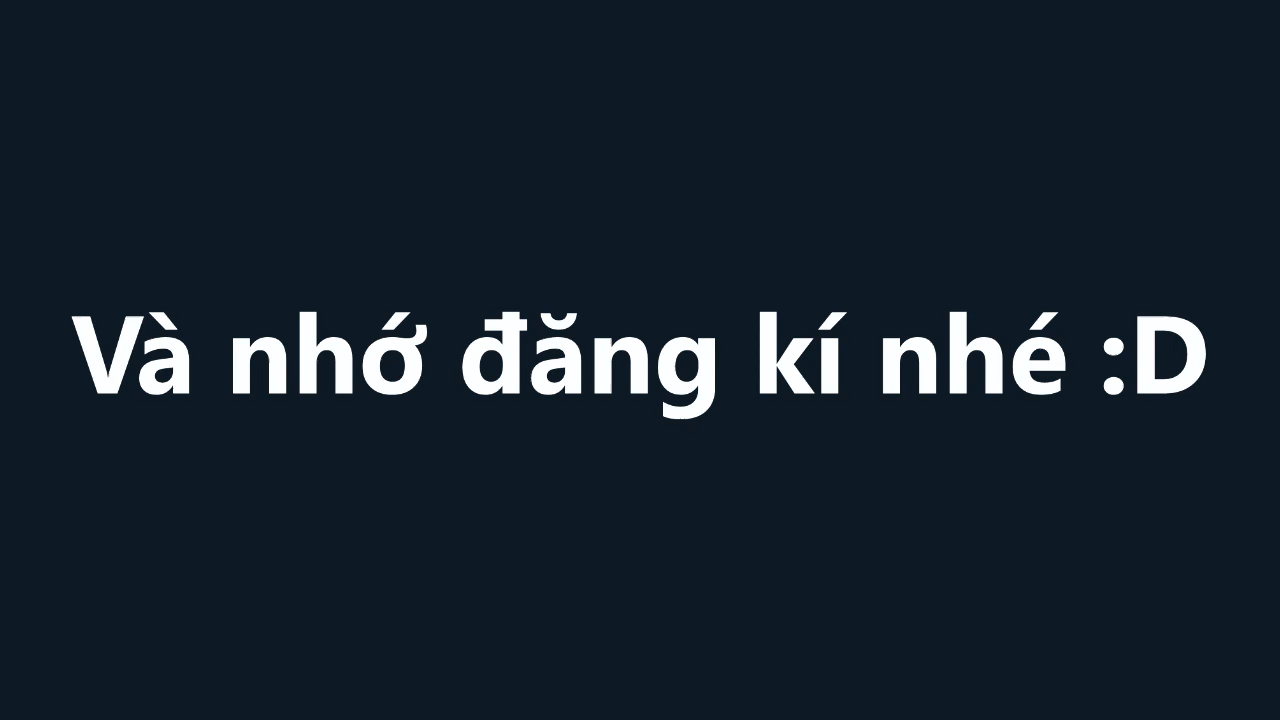 Và nhớ đăng kí nhé :D